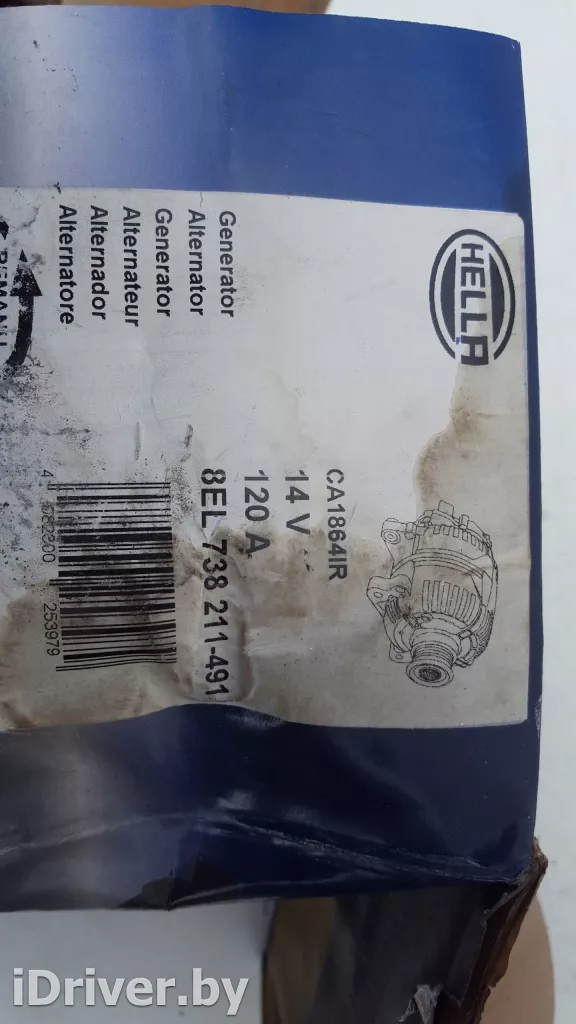 HELLA
CA1864IR
14 V
120 A
8EL 738 211-491
Generator
Alternator
Generator
Alternateur
Alternador
Alternatore
253979
iDriver.by